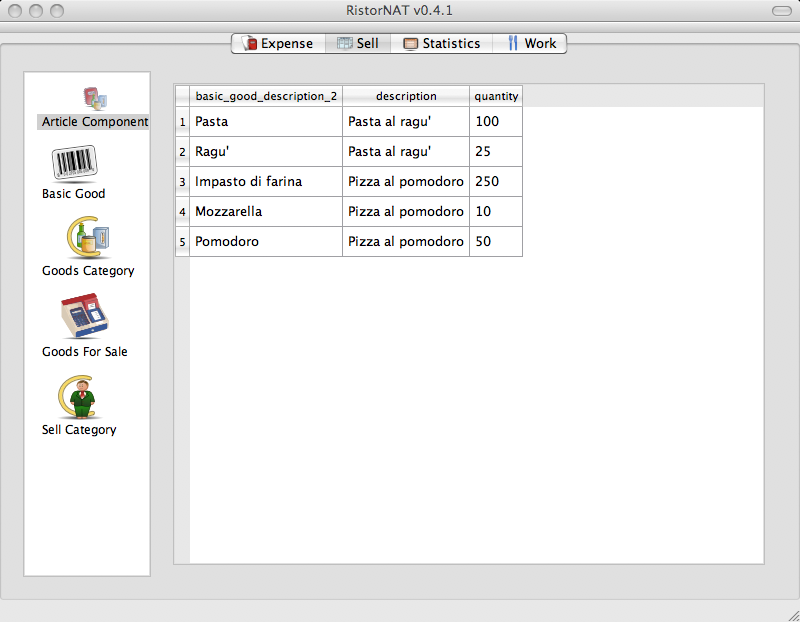 RistorNAT v0.4.1
Expense Sell Statistics Work
Article Component
Basic Good
Goods Category
Goods For Sale
Sell Category
basic_good_description_2 description quantity
1 Pasta Pasta al ragu' 100
2 Ragu' Pasta al ragu' 25
3 Impasto di farina Pizza al pomodoro 250
4 Mozzarella Pizza al pomodoro 10
5 Pomodoro Pizza al pomodoro 50